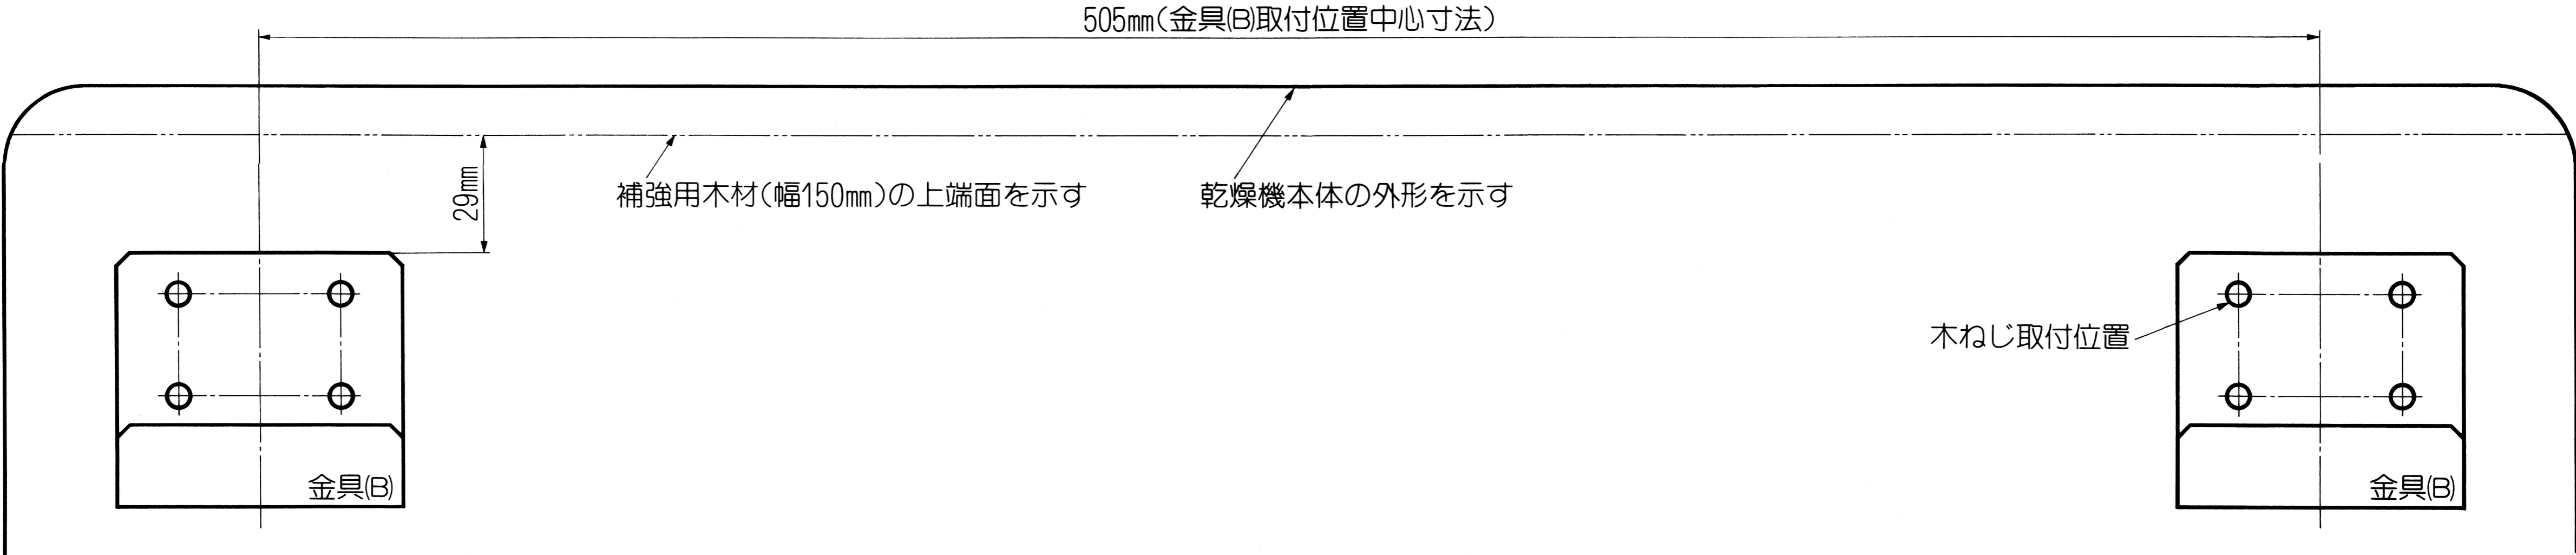 505mm(金具(B)取付位置中心寸法)
29mm
補強用木材(幅150mm)の上端面を示す
乾燥機本体の外形を示す
木ねじ取付位置
金具(B)
金具(B)